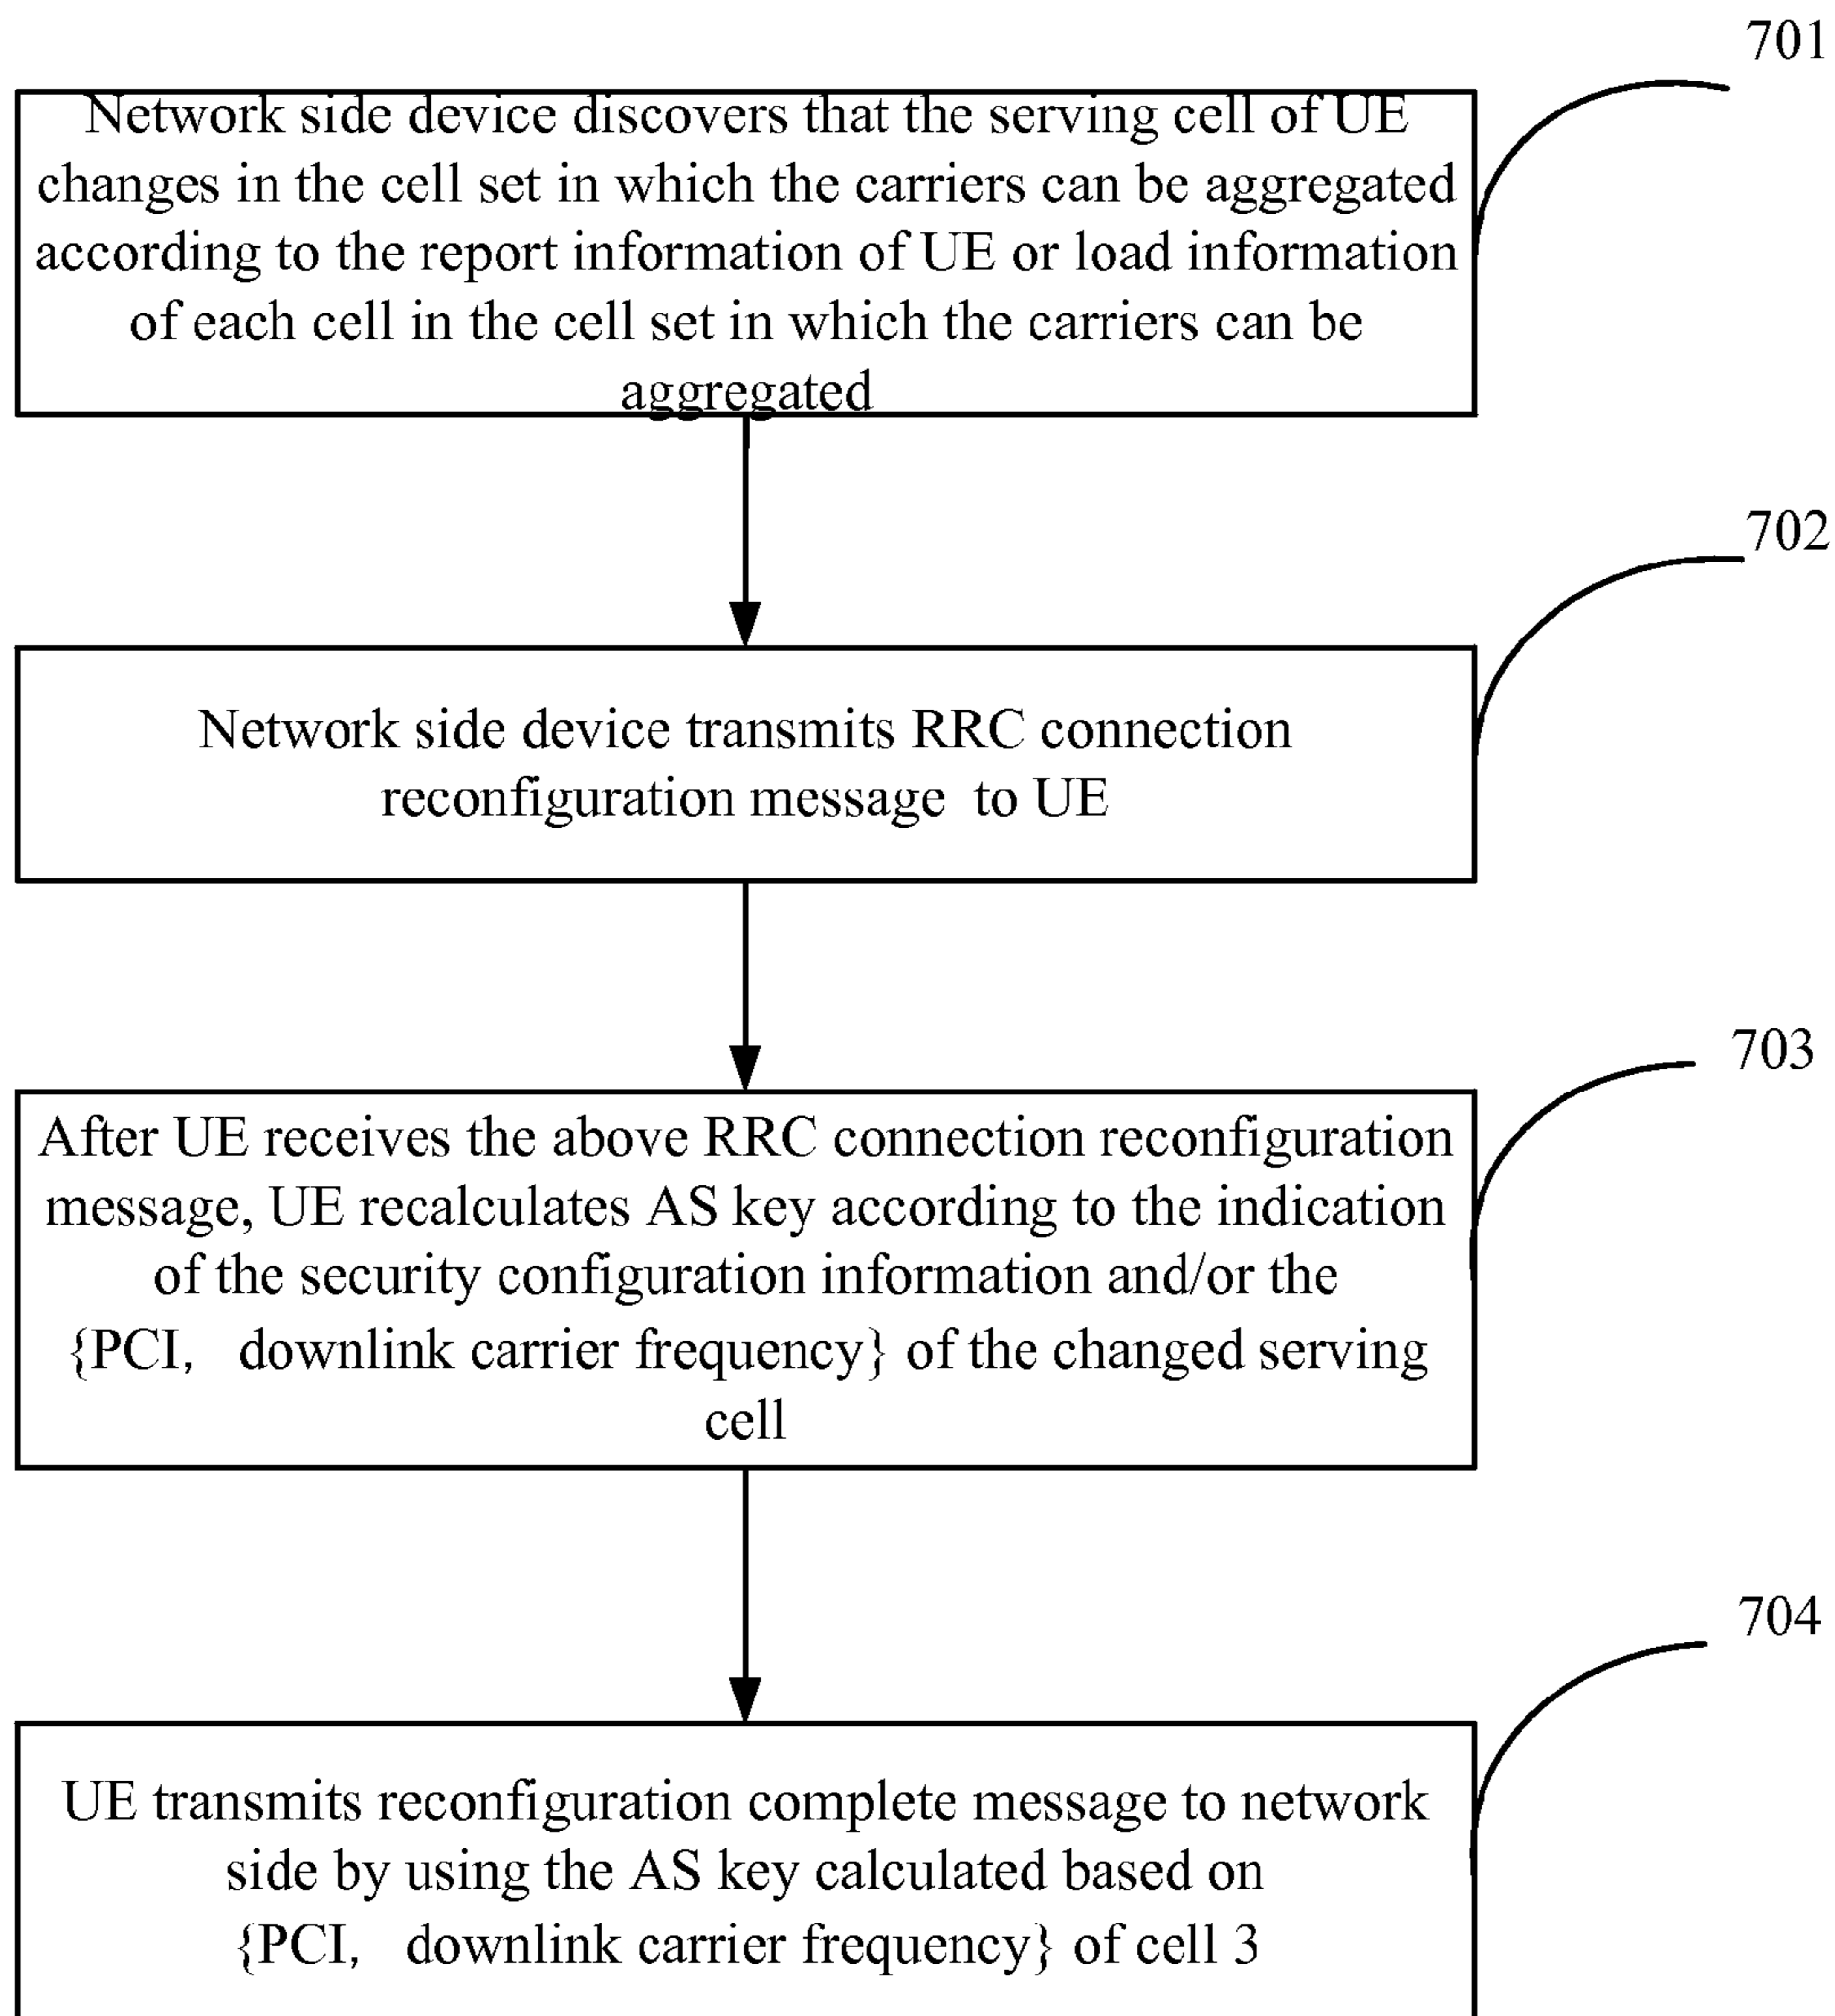 701
Network side device discovers that the serving cell of UE
changes in the cell set in which the carriers can be aggregated
according to the report information of UE or load information
of each cell in the cell set in which the carriers can be
aggregated
702
Network side device transmits RRC connection
reconfiguration message to UE
703
After UE receives the above RRC connection reconfiguration
message, UE recalculates AS key according to the indication
of the security configuration information and/or the
{PCI, downlink carrier frequency} of the changed serving
cell
704
UE transmits reconfiguration complete message to network
side by using the AS key calculated based on
{PCI, downlink carrier frequency} of cell 3